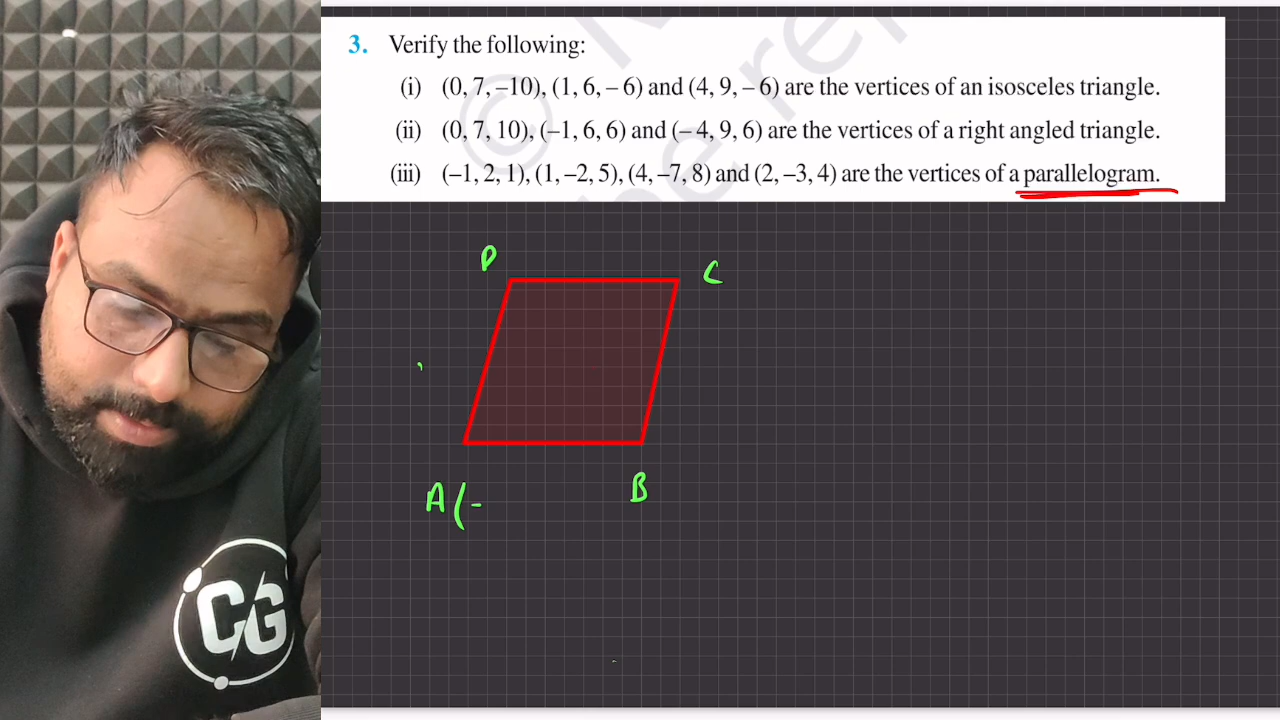 3. Verify the following:
(i) (0, 7, –10), (1, 6, – 6) and (4, 9, – 6) are the vertices of an isosceles triangle.
(ii) (0, 7, 10), (–1, 6, 6) and (– 4, 9, 6) are the vertices of a right angled triangle.
(iii) (–1, 2, 1), (1, –2, 5), (4, –7, 8) and (2, –3, 4) are the vertices of a parallelogram.
D C
A(- B
CG